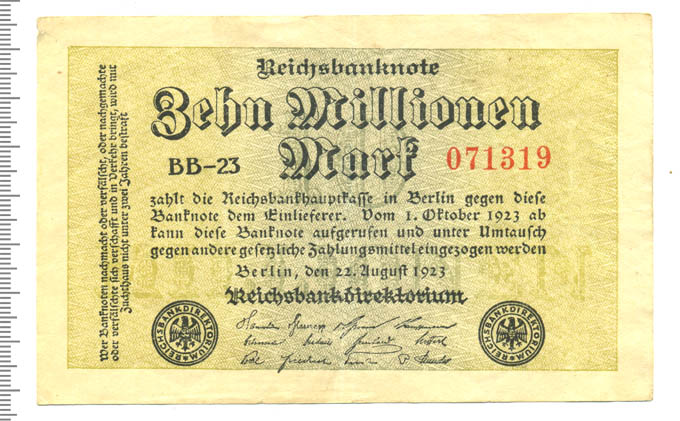 Reichsbanknote
Zehn Millionen
BB-23 Mark 071319
zahlt die Reichsbankhauptkasse in Berlin gegen diese
Banknote dem Einlieferer. Vom 1. Oktober 1923 ab
kann diese Banknote aufgerufen und unter Umtausch
gegen andere gesetzliche Zahlungsmittel eingezogen werden
Berlin, den 22. August 1923
Reichsbankdirektorium
REICHSBANKDIREKTORIUM
REICHSBANKDIREKTORIUM
Wer Banknoten nachmacht oder verfälscht, oder nachgemachte
oder verfälschte sich verschafft und in Verkehr bringt, wird mit
Zuchthaus nicht unter zwei Jahren bestraft